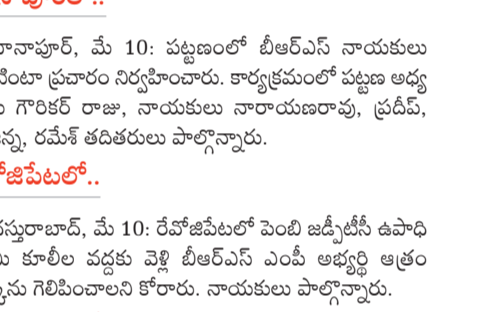 నానాపూర్, మే 10: పట్టణంలో బీఆర్ఎస్ నాయకులు
టింటా ప్రచారం నిర్వహించారు. కార్యక్రమంలో పట్టణ అధ్య
గౌరికర్ రాజు, నాయకులు నారాయణరావు, ప్రదీప్,
న్న, రమేశ్ తదితరులు పాల్గొన్నారు.
ోజిపేటలో..
స్తురాబాద్, మే 10: రేవోజిపేటలో పెంబి జడ్పీటీసీ ఉపాధి
కూలీల వద్దకు వెళ్లి బీఆర్ఎస్ ఎంపీ అభ్యర్థి ఆత్రం
క్కను గెలిపించాలని కోరారు. నాయకులు పాల్గొన్నారు.